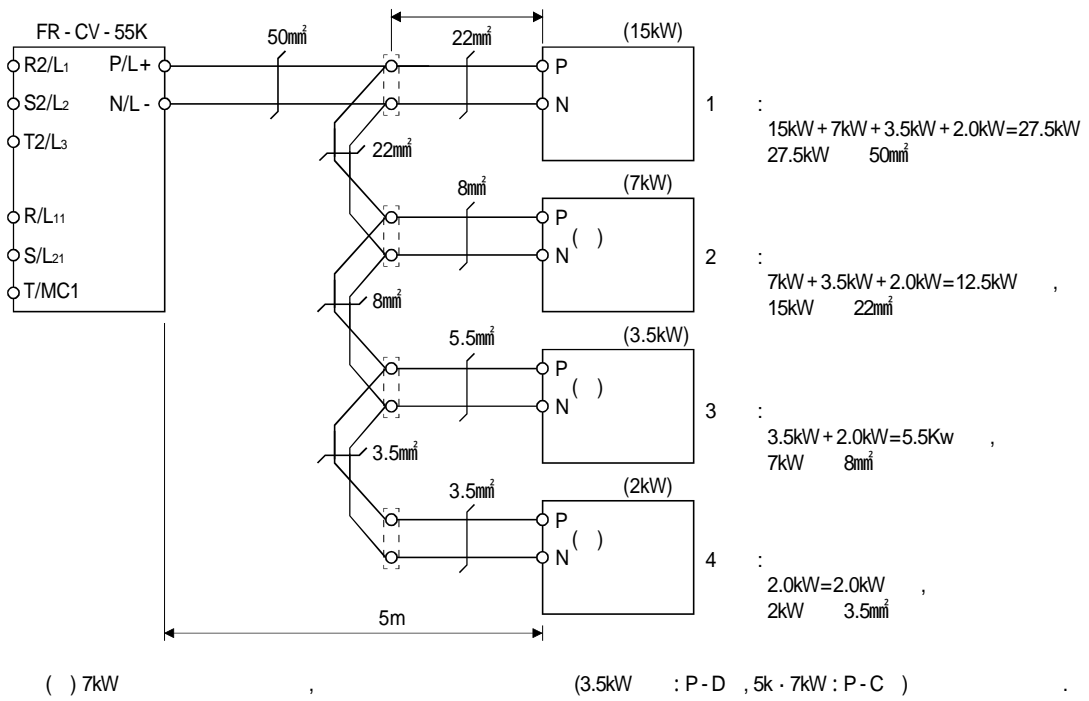 FR-CV-55K
R2/L1 P/L+
S2/L2 N/L-
T2/L3
R/L11
S/L21
T/MC1
50mm²
22mm²
(15kW)
P
N
1 :
15kW+7kW+3.5kW+2.0kW=27.5kW
27.5kW 50mm²
22mm²
8mm²
(7kW)
P
( )
N
2 :
7kW+3.5kW+2.0kW=12.5kW ,
15kW 22mm²
8mm²
5.5mm²
(3.5kW)
P
( )
N
3 :
3.5kW+2.0kW=5.5Kw ,
7kW 8mm²
3.5mm²
3.5mm²
(2kW)
P
( )
N
4 :
2.0kW=2.0kW ,
2kW 3.5mm²
5m
( ) 7kW , (3.5kW : P-D , 5k · 7kW : P-C ) .